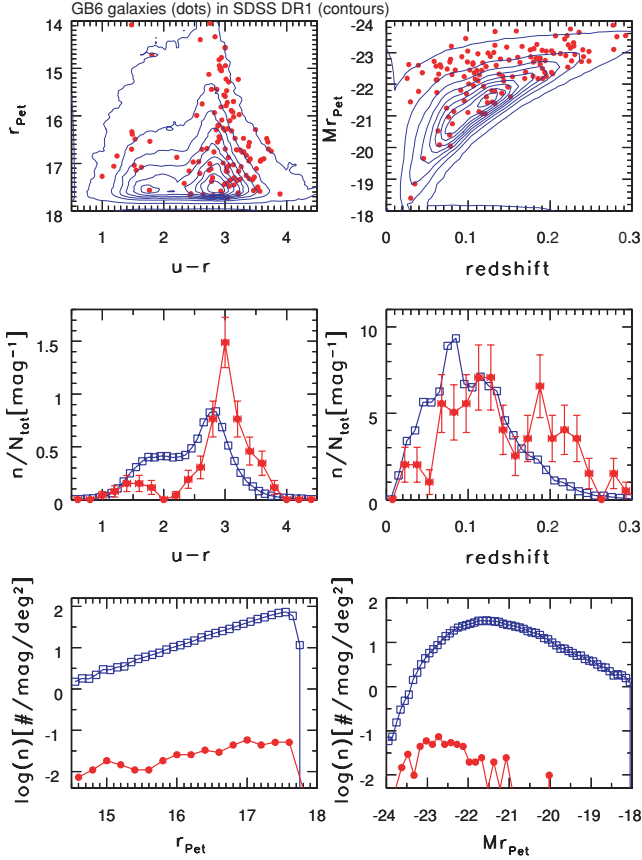 GB6 galaxies (dots) in SDSS DR1 (contours)
14
15
16
17
18
r_Pet
1 2 3 4
u-r
-23
-22
-21
-20
-19
-18
Mr_Pet
0 0.1 0.2 0.3
redshift
1.5
1
0.5
0
n/N_tot[mag⁻¹]
1 2 3 4
u-r
10
5
0
n/N_tot[mag⁻¹]
0 0.1 0.2 0.3
redshift
2
1
0
-1
-2
log(n)[#/mag/deg²]
15 16 17 18
r_Pet
2
1
0
-1
-2
log(n)[#/mag/deg²]
-24 -23 -22 -21 -20 -19 -18
Mr_Pet